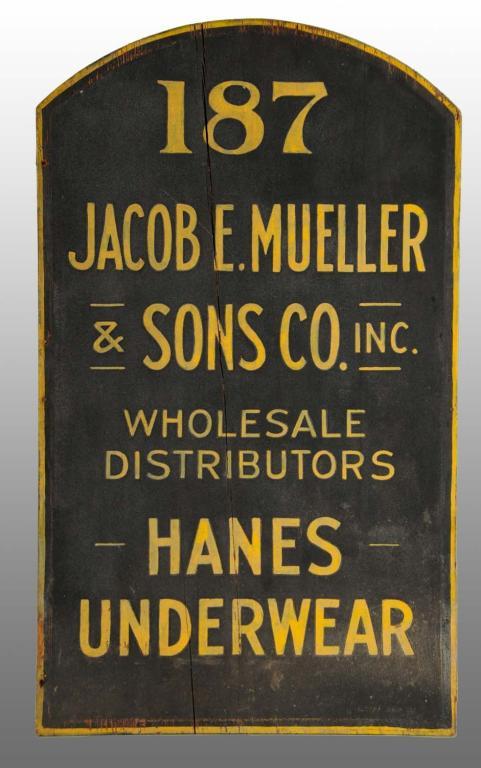 187
JACOB E. MUELLER
& SONS CO. INC.
WHOLESALE
DISTRIBUTORS
— HANES —
UNDERWEAR